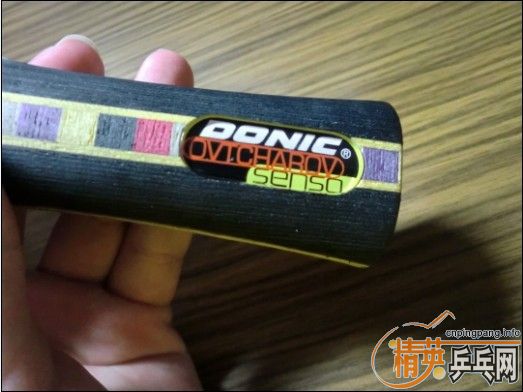 DONIC®
OVTCHAROV
senso
cnpingpang.info
精英乒乓网